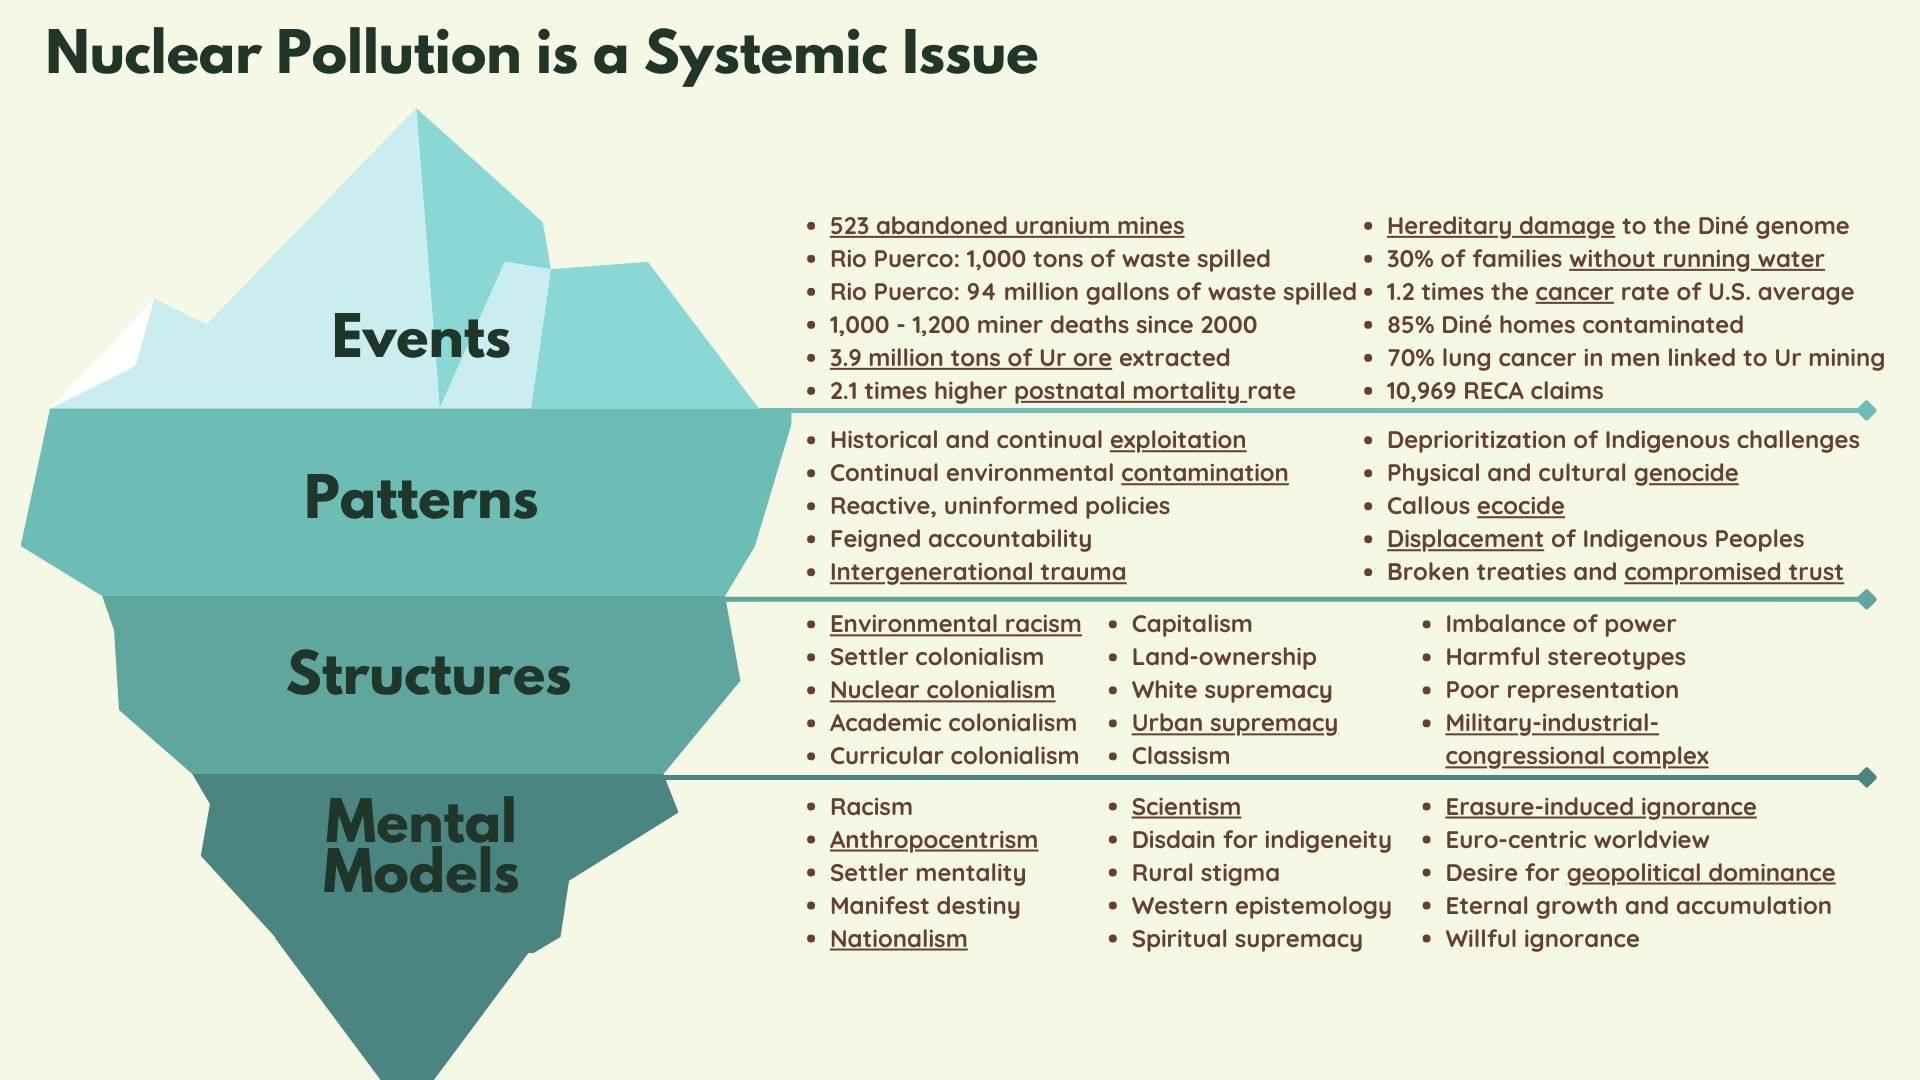 Nuclear Pollution is a Systemic Issue
Events
• 523 abandoned uranium mines
• Rio Puerco: 1,000 tons of waste spilled
• Rio Puerco: 94 million gallons of waste spilled
• 1,000 - 1,200 miner deaths since 2000
• 3.9 million tons of Ur ore extracted
• 2.1 times higher postnatal mortality rate
• Hereditary damage to the Diné genome
• 30% of families without running water
• 1.2 times the cancer rate of U.S. average
• 85% Diné homes contaminated
• 70% lung cancer in men linked to Ur mining
• 10,969 RECA claims
Patterns
• Historical and continual exploitation
• Continual environmental contamination
• Reactive, uninformed policies
• Feigned accountability
• Intergenerational trauma
• Deprioritization of Indigenous challenges
• Physical and cultural genocide
• Callous ecocide
• Displacement of Indigenous Peoples
• Broken treaties and compromised trust
Structures
• Environmental racism
• Settler colonialism
• Nuclear colonialism
• Academic colonialism
• Curricular colonialism
• Capitalism
• Land-ownership
• White supremacy
• Urban supremacy
• Classism
• Imbalance of power
• Harmful stereotypes
• Poor representation
• Military-industrial-
congressional complex
Mental
Models
• Racism
• Anthropocentrism
• Settler mentality
• Manifest destiny
• Nationalism
• Scientism
• Disdain for indigeneity
• Rural stigma
• Western epistemology
• Spiritual supremacy
• Erasure-induced ignorance
• Euro-centric worldview
• Desire for geopolitical dominance
• Eternal growth and accumulation
• Willful ignorance